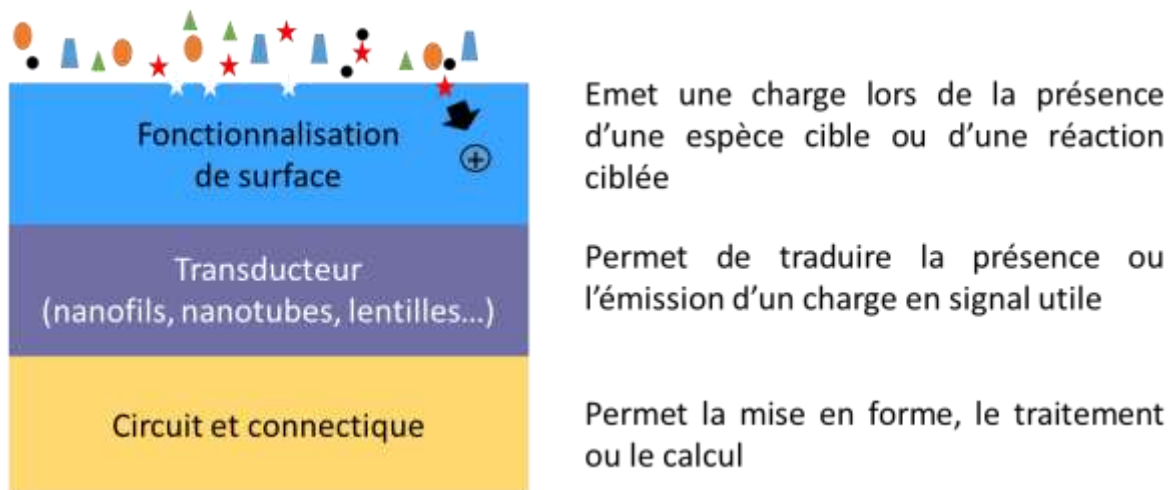 Fonctionnalisation
de surface
Emet une charge lors de la présence
d'une espèce cible ou d'une réaction
ciblée
Transducteur
(nanofils, nanotubes, lentilles...)
Permet de traduire la présence ou
l'émission d'un charge en signal utile
Circuit et connectique
Permet la mise en forme, le traitement
ou le calcul